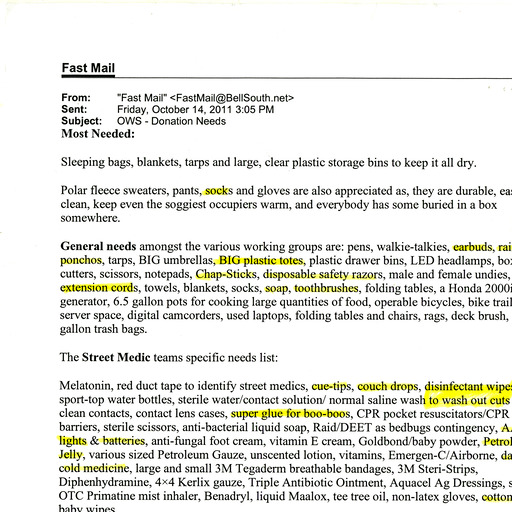 Fast Mail
From: "Fast Mail" <FastMail@BellSouth.net>
Sent: Friday, October 14, 2011 3:05 PM
Subject: OWS - Donation Needs
Most Needed:
Sleeping bags, blankets, tarps and large, clear plastic storage bins to keep it all dry.
Polar fleece sweaters, pants, socks and gloves are also appreciated as, they are durable, eas
clean, keep even the soggiest occupiers warm, and everybody has some buried in a box
somewhere.
General needs amongst the various working groups are: pens, walkie-talkies, earbuds, rai
ponchos, tarps, BIG umbrellas, BIG plastic totes, plastic drawer bins, LED headlamps, box
cutters, scissors, notepads, Chap-Sticks, disposable safety razors, male and female undies,
extension cords, towels, blankets, socks, soap, toothbrushes, folding tables, a Honda 2000i
generator, 6.5 gallon pots for cooking large quantities of food, operable bicycles, bike trail
server space, digital camcorders, used laptops, folding tables and chairs, rags, deck brush,
gallon trash bags.
The Street Medic teams specific needs list:
Melatonin, red duct tape to identify street medics, cue-tips, couch drops, disinfectant wipes
sport-top water bottles, sterile water/contact solution/ normal saline wash to wash out cuts
clean contacts, contact lens cases, super glue for boo-boos, CPR pocket resuscitators/CPR
barriers, sterile scissors, anti-bacterial liquid soap, Raid/DEET as bedbugs contingency, A
lights & batteries, anti-fungal foot cream, vitamin E cream, Goldbond/baby powder, Petrol
Jelly, various sized Petroleum Gauze, unscented lotion, vitamins, Emergen-C/Airborne, da
cold medicine, large and small 3M Tegaderm breathable bandages, 3M Steri-Strips,
Diphenhydramine, 4×4 Kerlix gauze, Triple Antibiotic Ointment, Aquacel Ag Dressings, s
OTC Primatine mist inhaler, Benadryl, liquid Maalox, tee tree oil, non-latex gloves, cotton
baby wipes